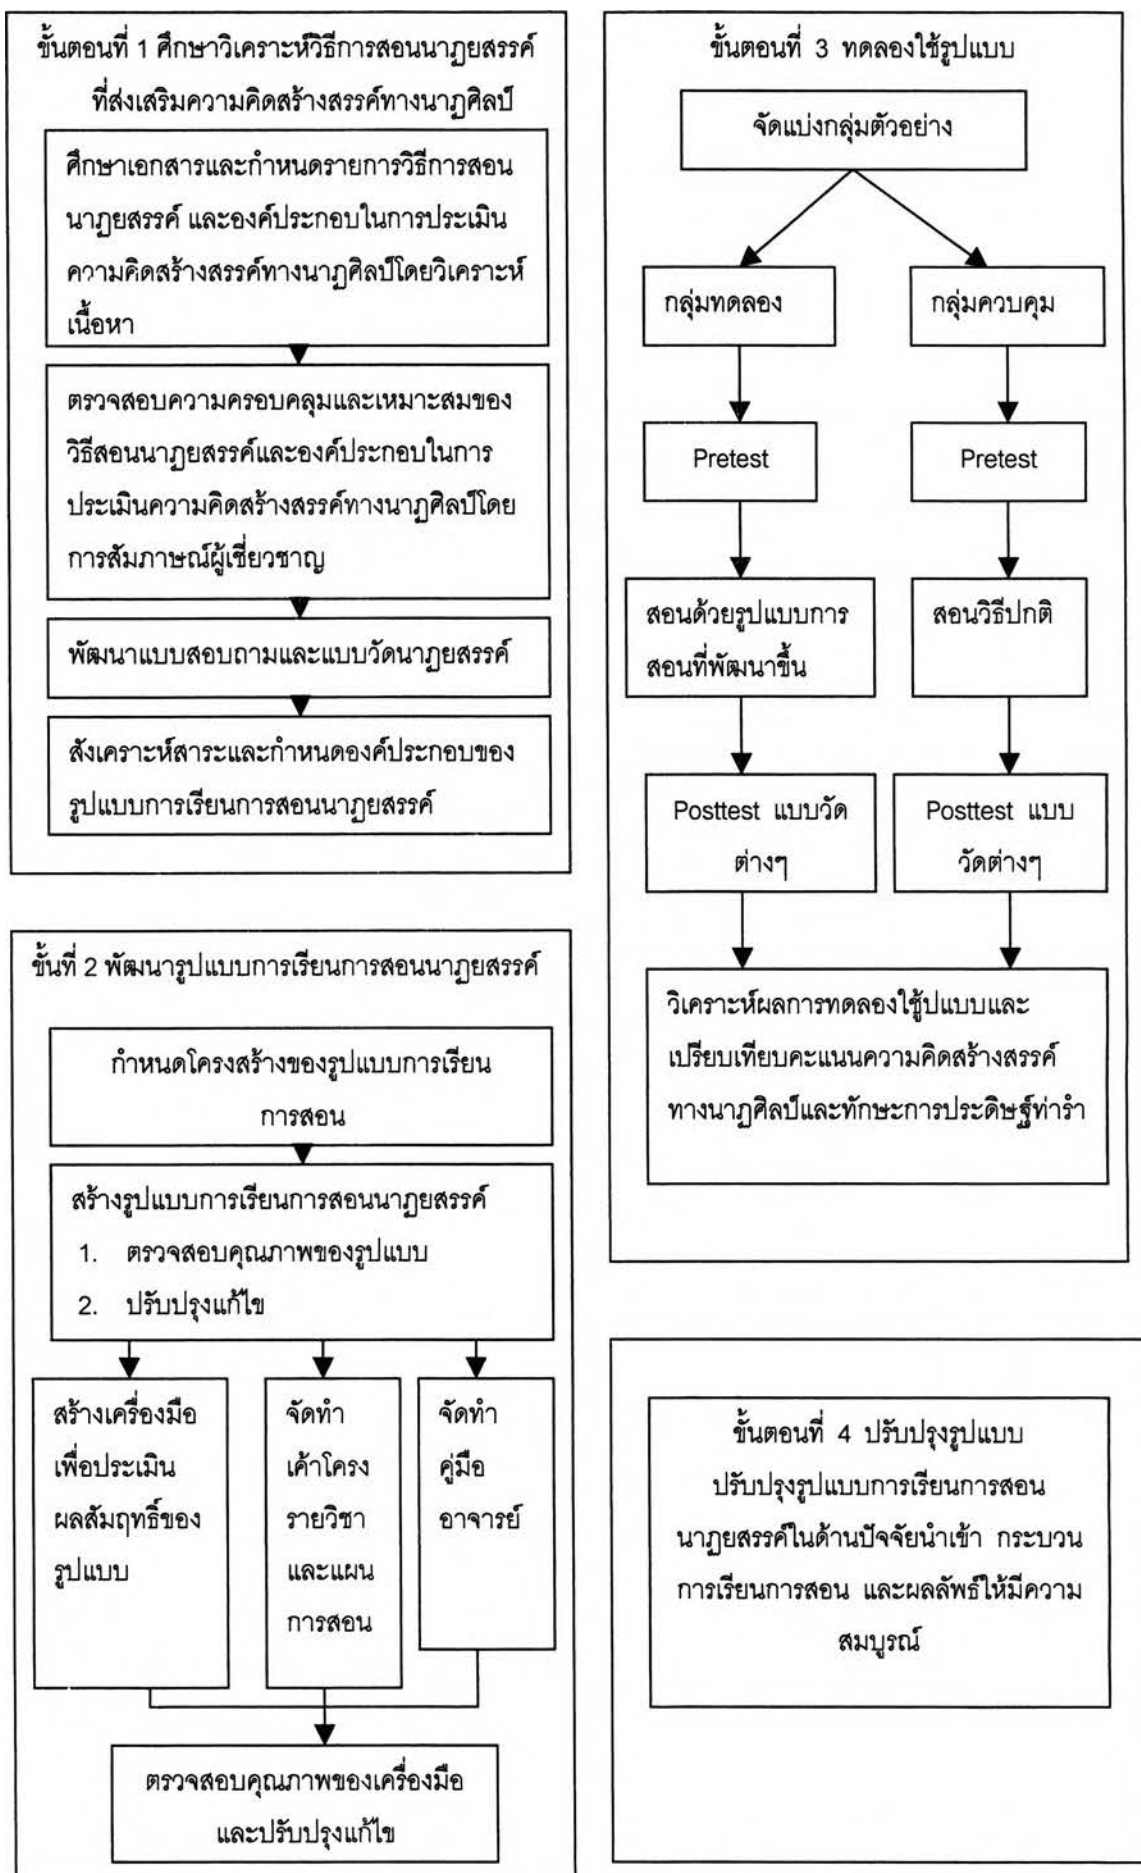 ขั้นตอนที่ 1 ศึกษาวิเคราะห์วิธีการสอนนาฏยสรรค์
ที่ส่งเสริมความคิดสร้างสรรค์ทางนาฏศิลป์
ศึกษาเอกสารและกำหนดรายการวิธีการสอน
นาฏยสรรค์ และองค์ประกอบในการประเมิน
ความคิดสร้างสรรค์ทางนาฏศิลป์โดยวิเคราะห์
เนื้อหา
ตรวจสอบความครอบคลุมและเหมาะสมของ
วิธีสอนนาฏยสรรค์และองค์ประกอบในการ
ประเมินความคิดสร้างสรรค์ทางนาฏศิลป์โดย
การสัมภาษณ์ผู้เชี่ยวชาญ
พัฒนาแบบสอบถามและแบบวัดนาฏยสรรค์
สังเคราะห์สาระและกำหนดองค์ประกอบของ
รูปแบบการเรียนการสอนนาฏยสรรค์
ขั้นที่ 2 พัฒนารูปแบบการเรียนการสอนนาฏยสรรค์
กำหนดโครงสร้างของรูปแบบการเรียน
การสอน
สร้างรูปแบบการเรียนการสอนนาฏยสรรค์
1. ตรวจสอบคุณภาพของรูปแบบ
2. ปรับปรุงแก้ไข
สร้างเครื่องมือ
เพื่อประเมิน
ผลสัมฤทธิ์ของ
รูปแบบ
จัดทำ
เค้าโครง
รายวิชา
และแผน
การสอน
จัดทำ
คู่มือ
อาจารย์
ตรวจสอบคุณภาพของเครื่องมือ
และปรับปรุงแก้ไข
ขั้นตอนที่ 3 ทดลองใช้รูปแบบ
จัดแบ่งกลุ่มตัวอย่าง
กลุ่มทดลอง
กลุ่มควบคุม
Pretest
Pretest
สอนด้วยรูปแบบการ
สอนที่พัฒนาขึ้น
สอนวิธีปกติ
Posttest แบบวัด
ต่างๆ
Posttest แบบ
วัดต่างๆ
วิเคราะห์ผลการทดลองใชฺ้รูปแบบและ
เปรียบเทียบคะแนนความคิดสร้างสรรค์
ทางนาฏศิลป์และทักษะการประดิษฐ์ท่ารำ
ขั้นตอนที่ 4 ปรับปรุงรูปแบบ
ปรับปรุงรูปแบบการเรียนการสอน
นาฏยสรรค์ในด้านปัจจัยนำเข้า กระบวน
การเรียนการสอน และผลลัพธ์ให้มีความ
สมบูรณ์